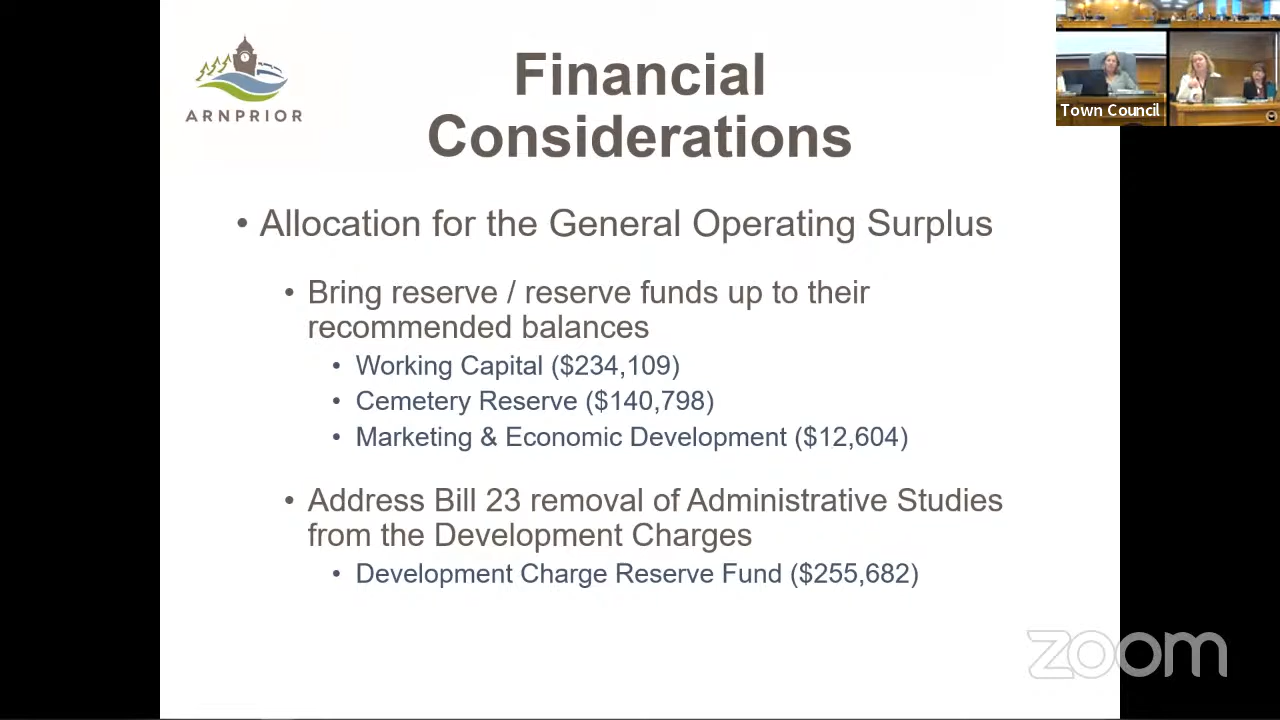 ARNPRIOR
Financial
Considerations
Town Council
• Allocation for the General Operating Surplus
• Bring reserve / reserve funds up to their
recommended balances
• Working Capital ($234,109)
• Cemetery Reserve ($140,798)
• Marketing & Economic Development ($12,604)
• Address Bill 23 removal of Administrative Studies
from the Development Charges
• Development Charge Reserve Fund ($255,682)
zoom